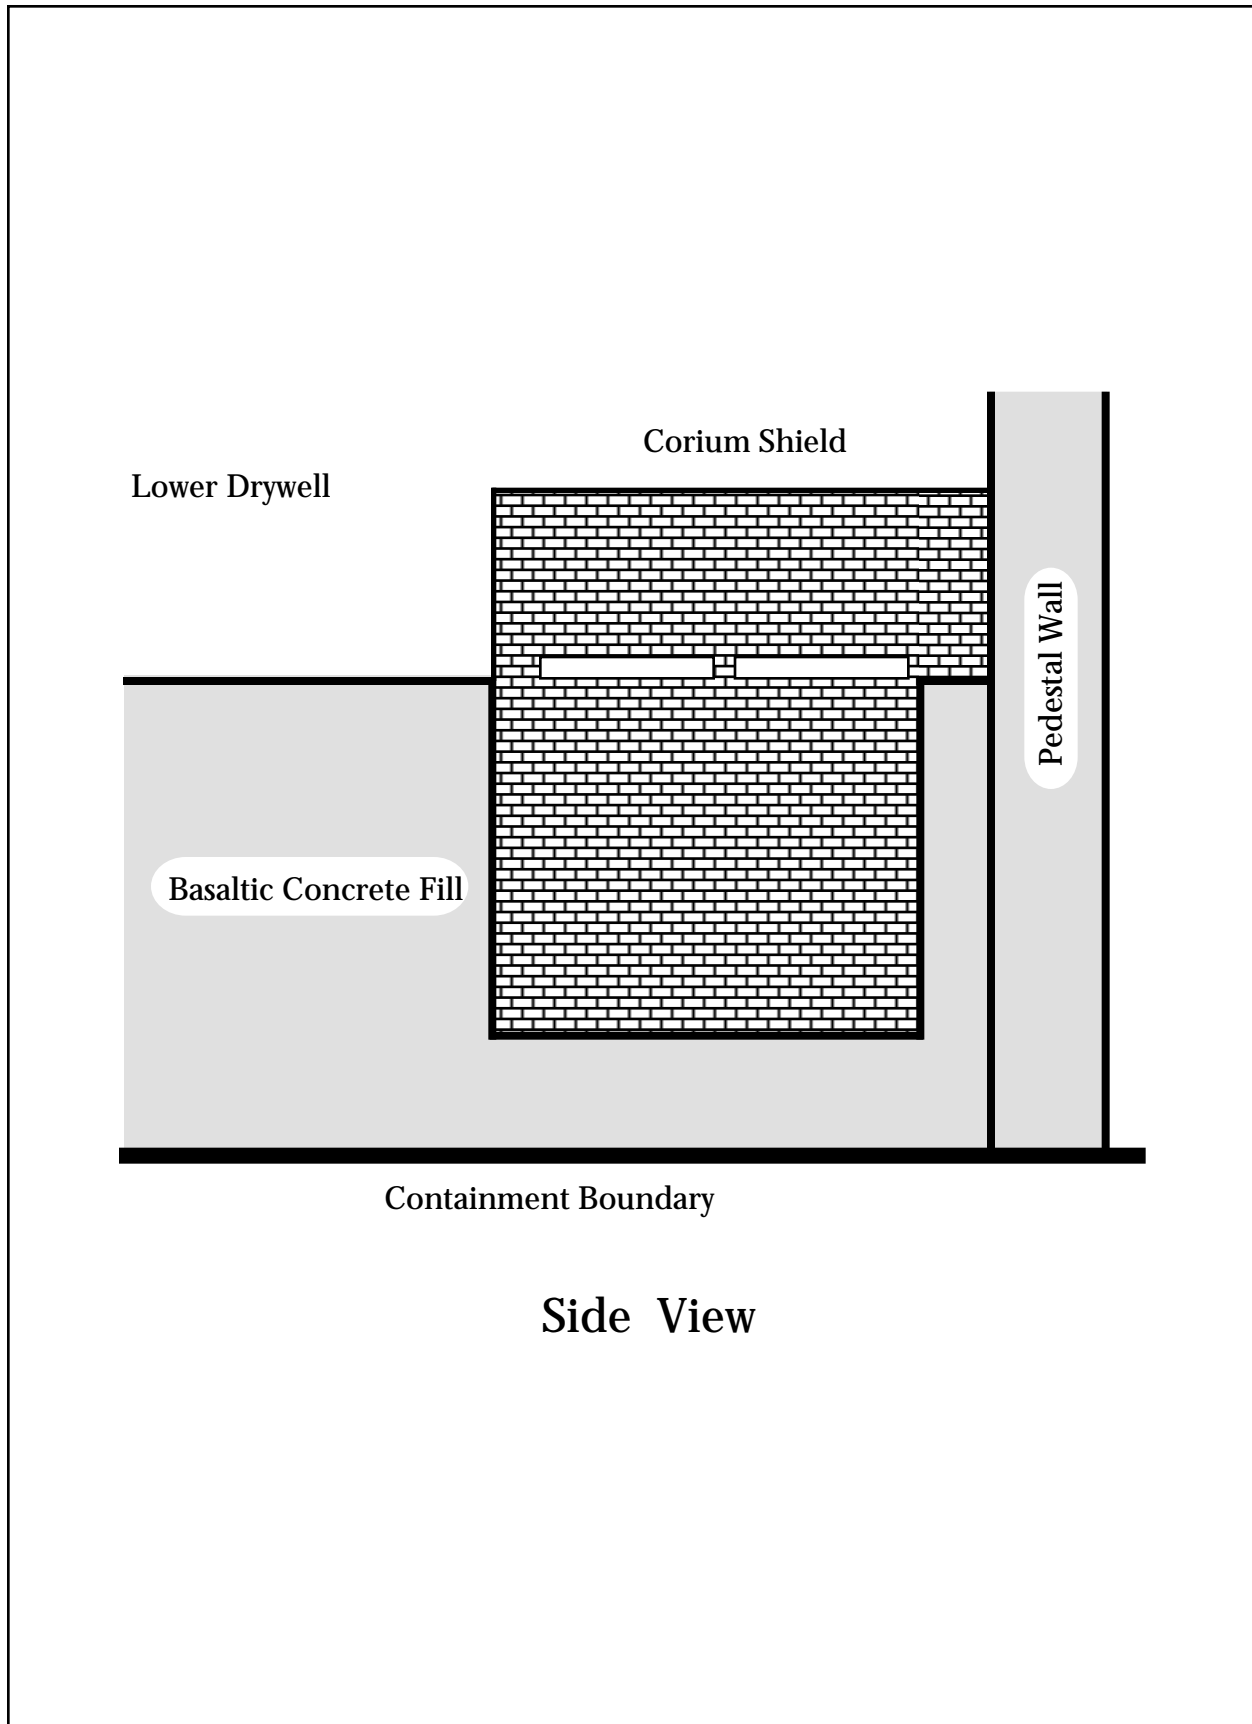 Corium Shield
Lower Drywell
Pedestal Wall
Basaltic Concrete Fill
Containment Boundary
Side View